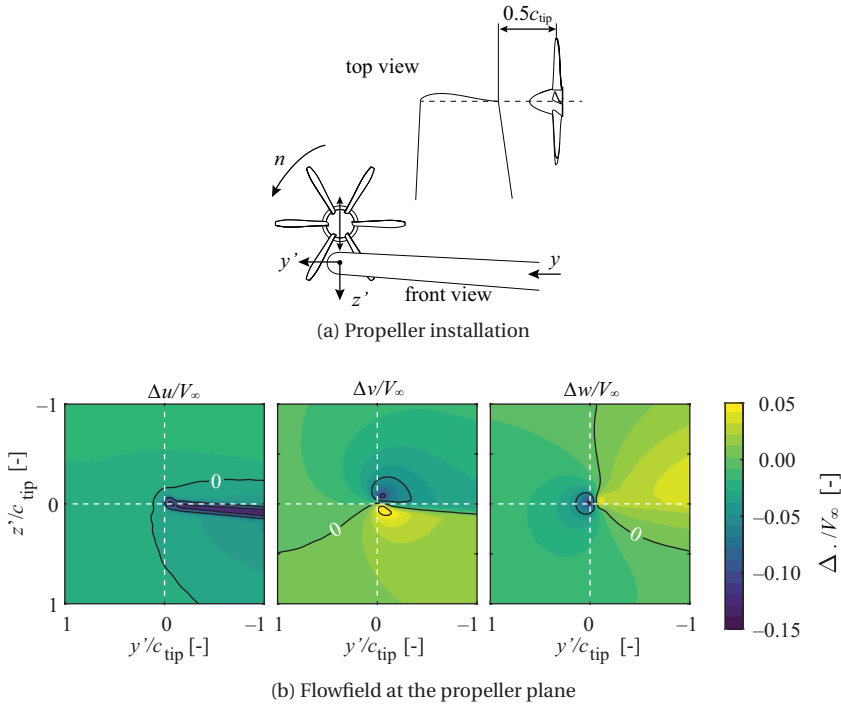 0.5c_tip
top view
n
y'
y
z'
front view
(a) Propeller installation
Δu/V∞ Δv/V∞ Δw/V∞
z'/c_tip [-]
−1
0
1
0
0
0
1 0 −1 1 0 −1 1 0 −1
y'/c_tip [-] y'/c_tip [-] y'/c_tip [-]
0.05
0.00
−0.05
−0.10
−0.15
Δ·/V∞ [-]
(b) Flowfield at the propeller plane